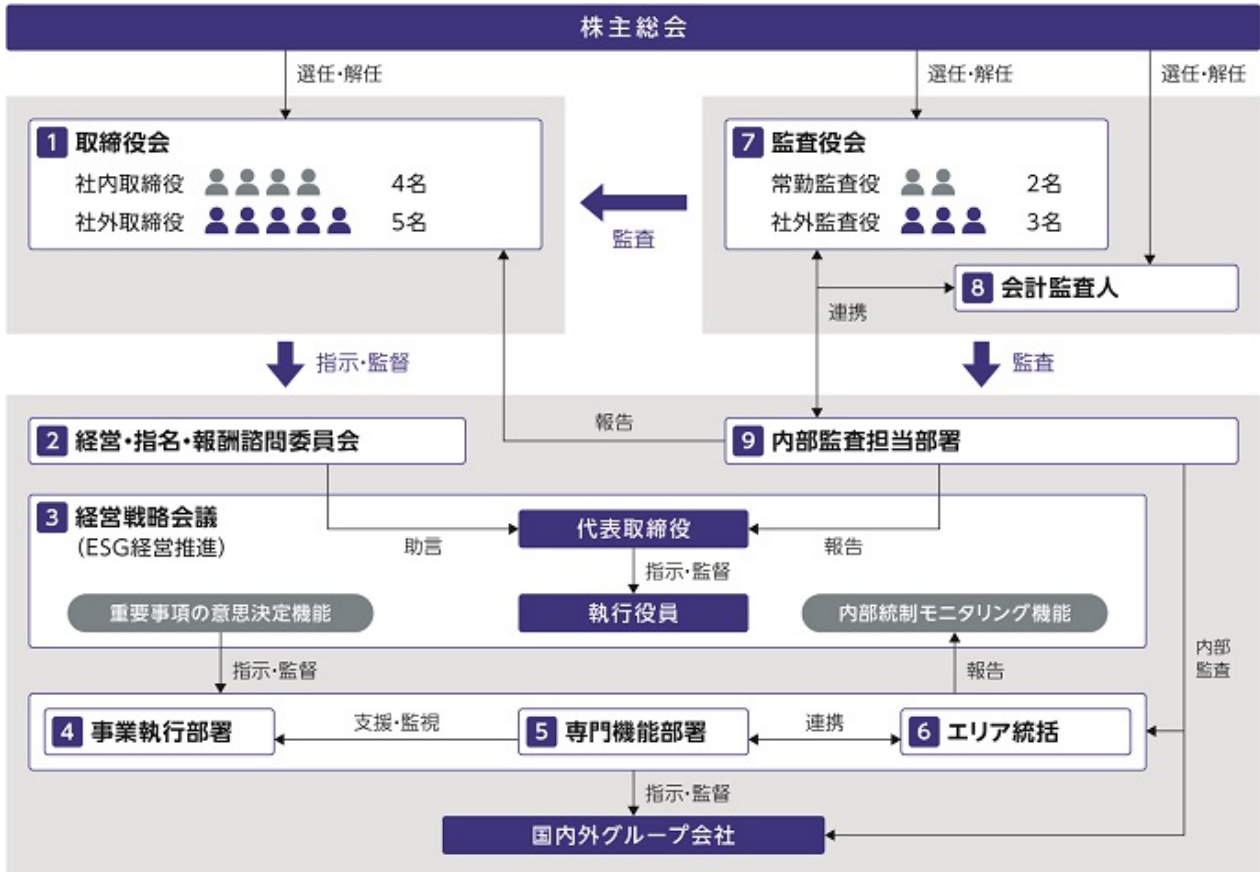 株主総会
選任・解任
選任・解任
選任・解任
1 取締役会
社内取締役 4名
社外取締役 5名
監査
7 監査役会
常勤監査役 2名
社外監査役 3名
8 会計監査人
連携
指示・監督
監査
2 経営・指名・報酬諮問委員会
報告
9 内部監査担当部署
3 経営戦略会議
(ESG経営推進)
助言
代表取締役
報告
指示・監督
重要事項の意思決定機能
執行役員
内部統制モニタリング機能
指示・監督
報告
内部
監査
4 事業執行部署
支援・監視
5 専門機能部署
連携
6 エリア統括
指示・監督
国内外グループ会社